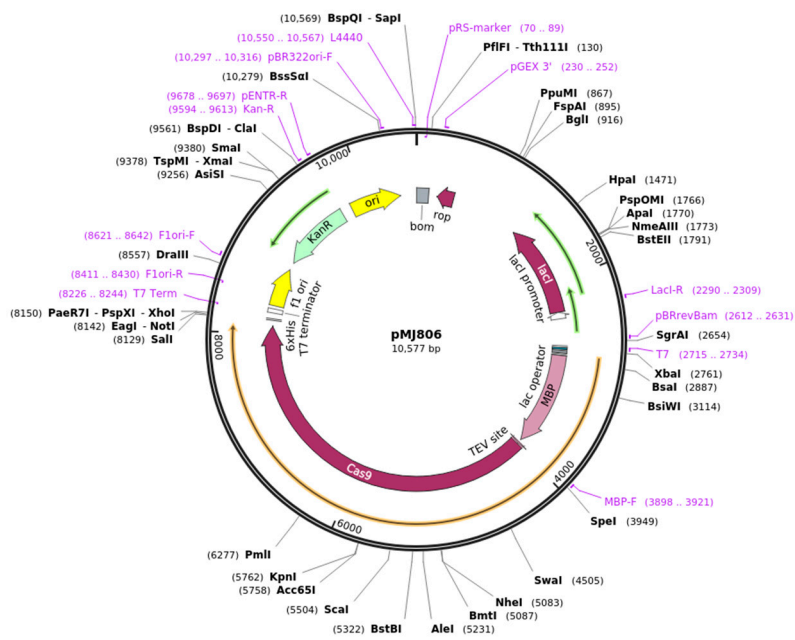 (10,569) BspQI - SapI
(10,550 .. 10,567) L4440
(10,297 .. 10,316) pBR322ori-F
(10,279) BssSαI
(9678 .. 9697) pENTR-R
(9594 .. 9613) Kan-R
(9561) BspDI - ClaI
(9380) SmaI
(9378) TspMI - XmaI
(9256) AsiSI
pRS-marker (70 .. 89)
PflFI - Tth111I (130)
pGEX 3' (230 .. 252)
PpuMI (867)
FspAI (895)
BglI (916)
HpaI (1471)
PspOMI (1766)
ApaI (1770)
NmeAIII (1773)
BstEII (1791)
LacI-R (2290 .. 2309)
pBRrevBam (2612 .. 2631)
SgrAI (2654)
T7 (2715 .. 2734)
XbaI (2761)
BsaI (2887)
BsiWI (3114)
MBP-F (3898 .. 3921)
SpeI (3949)
SwaI (4505)
NheI (5083)
BmtI (5087)
AleI (5231)
(5322) BstBI
(5504) ScaI
(5758) Acc65I
(5762) KpnI
(6277) PmlI
(8621 .. 8642) F1ori-F
(8557) DraIII
(8411 .. 8430) F1ori-R
(8226 .. 8244) T7 Term
(8150) PaeR7I - PspXI - XhoI
(8142) EagI - NotI
(8129) SalI
10,000
2000
4000
6000
8000
ori
bom
rop
KanR
f1 ori
T7 terminator
6xHis
lacI
lacI promoter
lac operator
MBP
TEV site
Cas9
pMJ806
10,577 bp